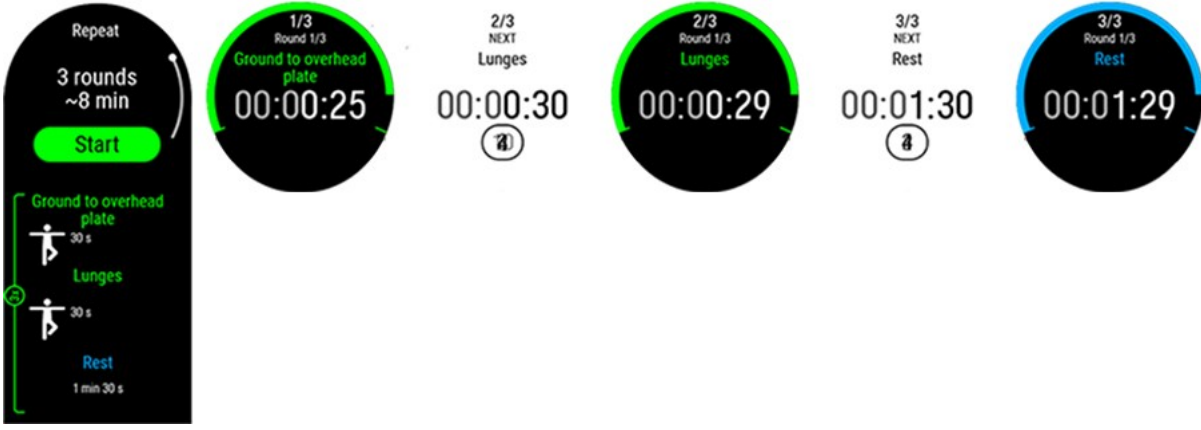 Repeat
3 rounds
~8 min
Start
Ground to overhead
plate
30 s
Lunges
30 s
Rest
1 min 30 s
1/3
Round 1/3
Ground to overhead
plate
00:00:25
2/3
NEXT
Lunges
00:00:30
2/3
Round 1/3
Lunges
00:00:29
3/3
NEXT
Rest
00:01:30
3/3
Round 1/3
Rest
00:01:29